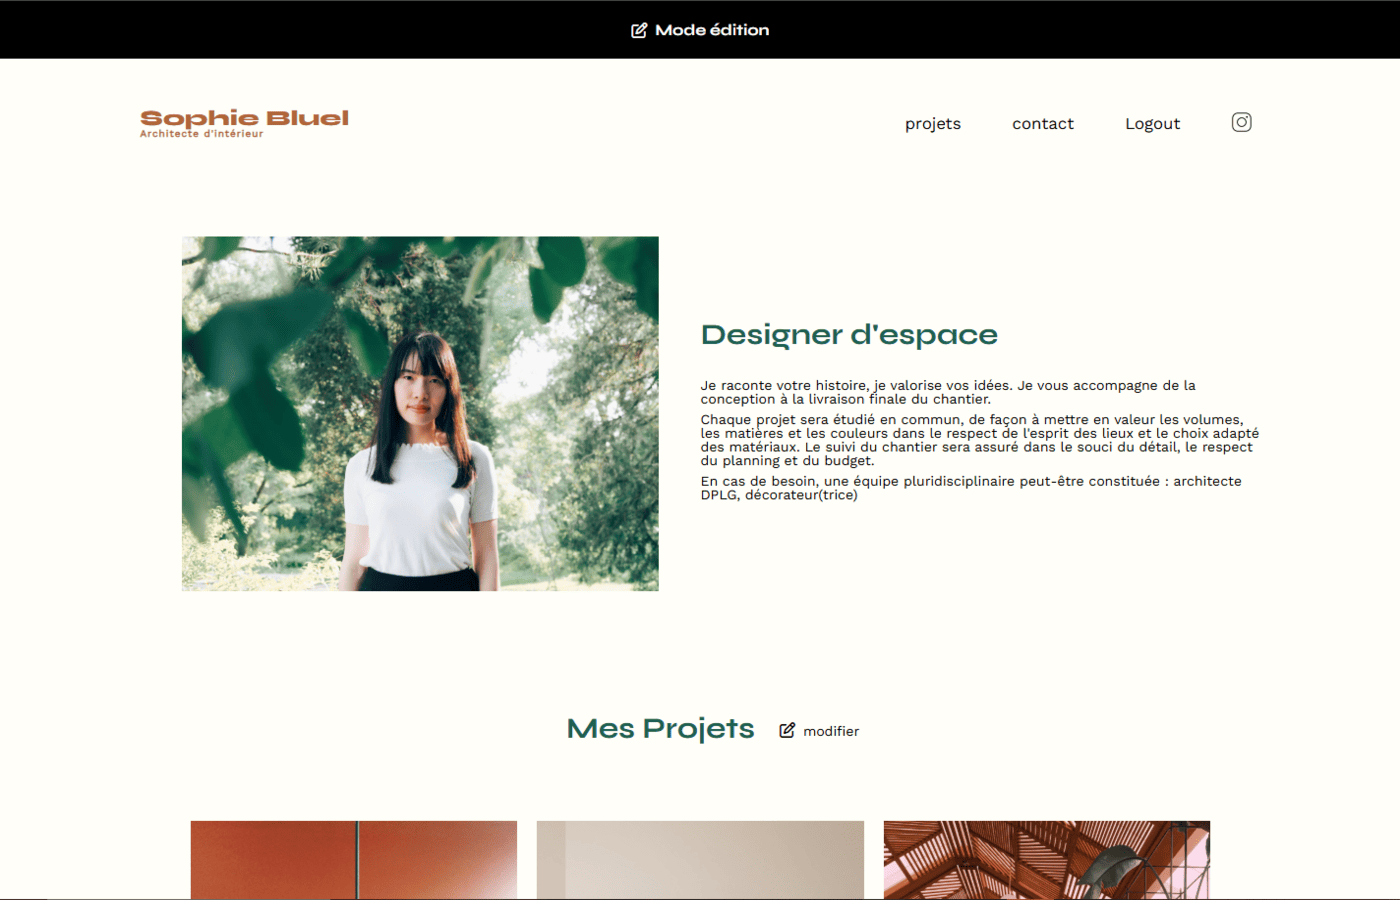 Mode édition
Sophie Bluel
Architecte d'intérieur
projets
contact
Logout
Designer d'espace
Je raconte votre histoire, je valorise vos idées. Je vous accompagne de la
conception à la livraison finale du chantier.
Chaque projet sera étudié en commun, de façon à mettre en valeur les volumes,
les matières et les couleurs dans le respect de l'esprit des lieux et le choix adapté
des matériaux. Le suivi du chantier sera assuré dans le souci du détail, le respect
du planning et du budget.
En cas de besoin, une équipe pluridisciplinaire peut-être constituée : architecte
DPLG, décorateur(trice)
Mes Projets
modifier